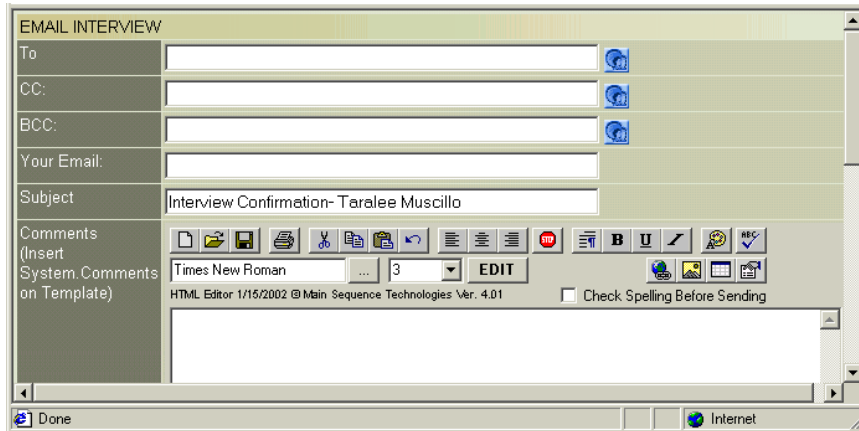 EMAIL INTERVIEW
To
CC:
BCC:
Your Email:
Subject
Interview Confirmation- Taralee Muscillo
Comments
(Insert
System.Comments
on Template)
STOP
B U I
ABC
Times New Roman
...
3
EDIT
HTML Editor 1/15/2002 @ Main Sequence Technologies Ver. 4.01
Check Spelling Before Sending
Done
Internet